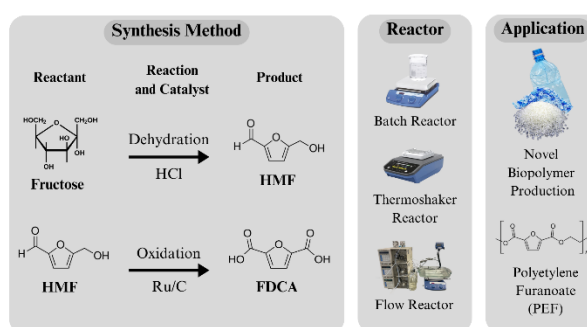 Synthesis Method
Reactant
Reaction
and Catalyst
Product
HOH₂C
O
CH₂OH
HO
OH
OH
Fructose
Dehydration
HCl
O
H
O
OH
HMF
O
H
O
OH
HMF
Oxidation
Ru/C
O
HO
O
O
OH
FDCA
Reactor
Batch Reactor
Thermoshaker
Reactor
Flow Reactor
Application
Novel
Biopolymer
Production
O
O
O
O
O
Polyetylene
Furanoate
(PEF)